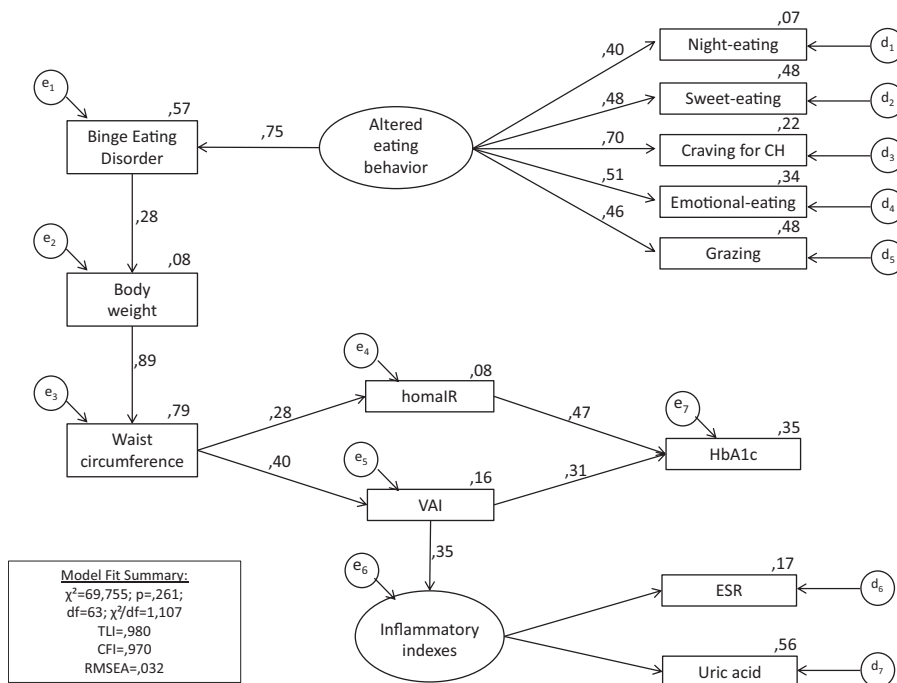 ,07
,40
Night-eating
d1
e1
,48
,57
,48
Sweet-eating
d2
Binge Eating
Disorder
,75
Altered
eating
behavior
,22
,70
Craving for CH
d3
,34
,51
Emotional-eating
d4
,28
,46
,48
Grazing
d5
e2
,08
Body
weight
,89
e4
,08
homaIR
e3
,79
,28
,47
e7
,35
Waist
circumference
HbA1c
,40
e5
,16
,31
VAI
,35
Model Fit Summary:
χ²=69,755; p=,261;
df=63; χ²/df=1,107
TLI=,980
CFI=,970
RMSEA=,032
e6
,17
ESR
d6
Inflammatory
indexes
,56
Uric acid
d7